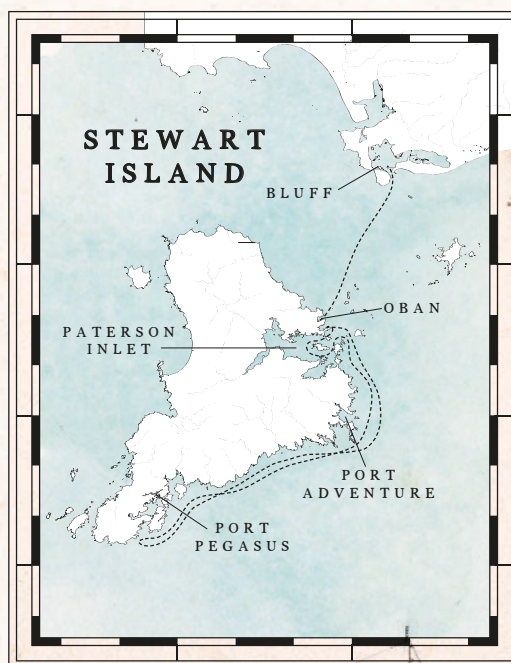 STEWART
ISLAND
BLUFF
OBAN
PATERSON
INLET
PORT
ADVENTURE
PORT
PEGASUS